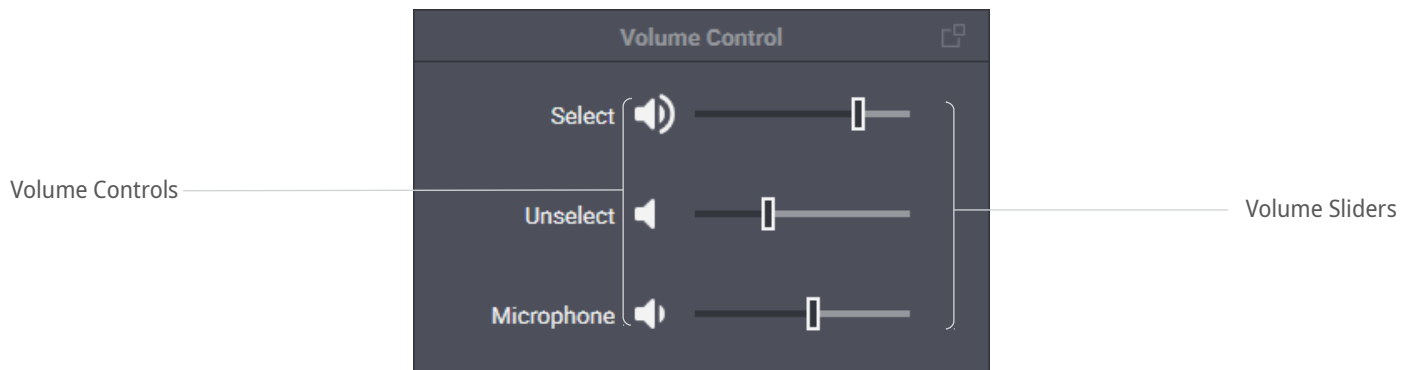 Volume Control
Select
Volume Controls
Unselect
Volume Sliders
Microphone